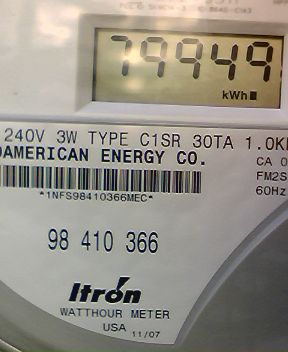 79949
kWh
240V 3W TYPE C1SR 30TA 1.0K
AMERICAN ENERGY CO.
*1NFS98410366MEC*
CA 0
FM2S
60Hz
98 410 366
Itron
WATTHOUR METER
USA 11/07